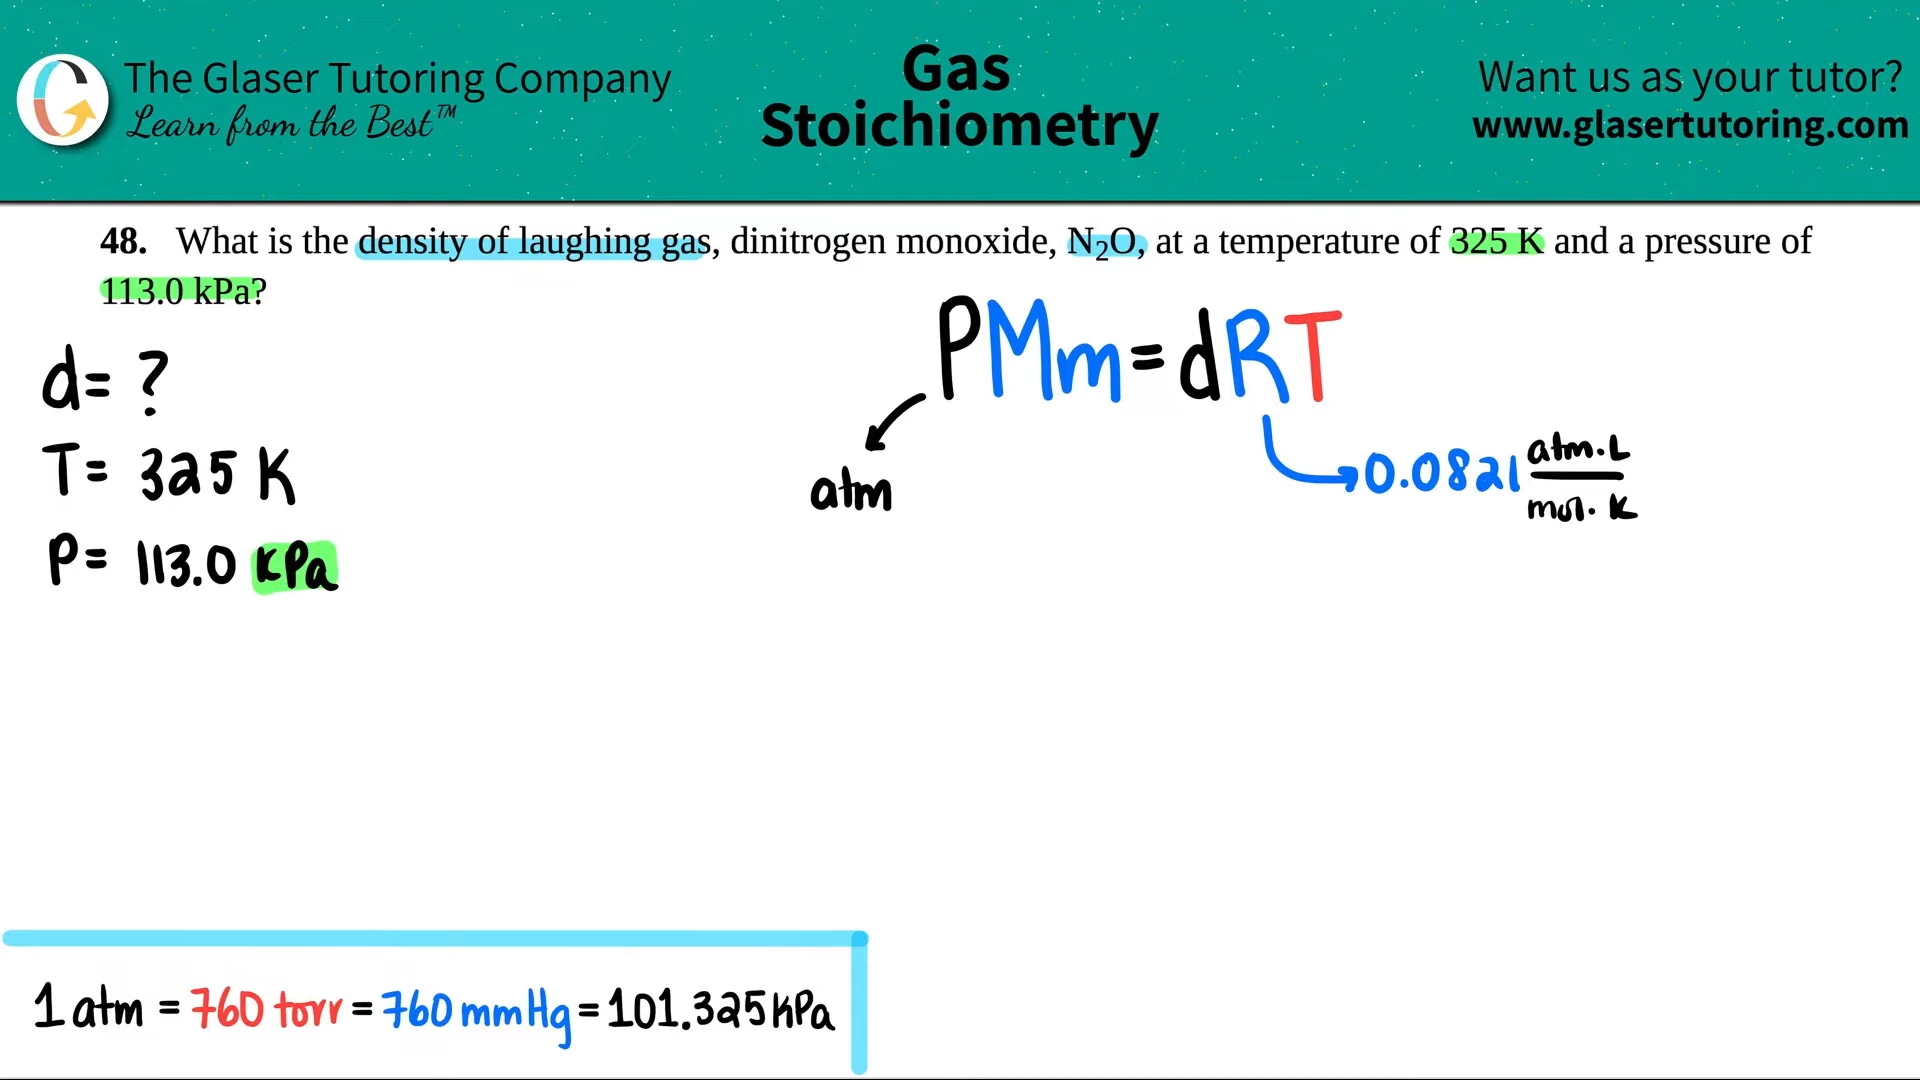 The Glaser Tutoring Company
Learn from the Best™
Gas
Stoichiometry
Want us as your tutor?
www.glasertutoring.com
48. What is the density of laughing gas, dinitrogen monoxide, N₂O, at a temperature of 325 K and a pressure of
113.0 kPa?
PMm=dRT
d= ?
T= 325 K
P= 113.0 kPa
atm
0.0821 atm·L / mol·K
1 atm = 760 torr = 760 mmHg = 101.325 kPa